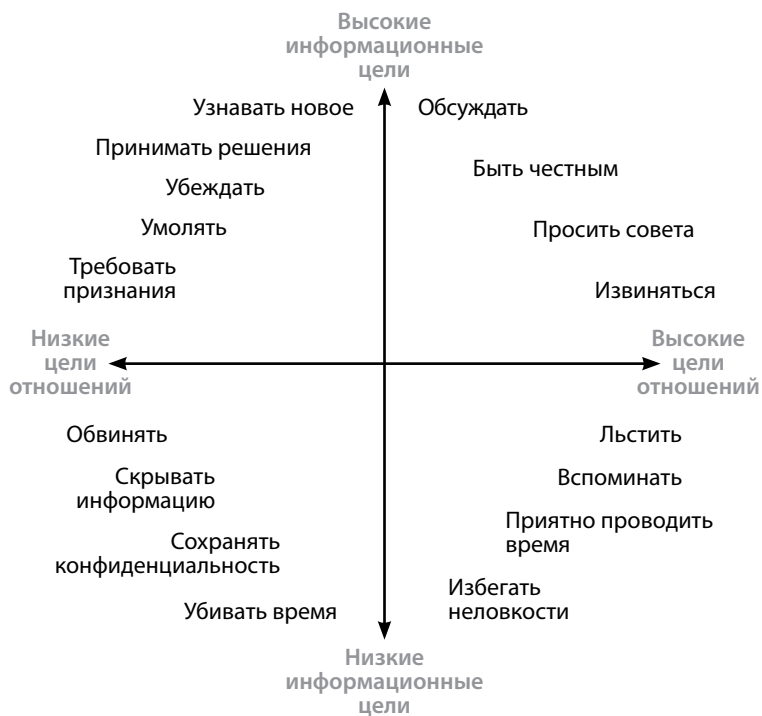 Высокие
информационные
цели
Узнавать новое
Обсуждать
Принимать решения
Быть честным
Убеждать
Умолять
Просить совета
Требовать
признания
Извиняться
Низкие
цели
отношений
Высокие
цели
отношений
Обвинять
Льстить
Скрывать
информацию
Вспоминать
Приятно проводить
время
Сохранять
конфиденциальность
Избегать
неловкости
Убивать время
Низкие
информационные
цели